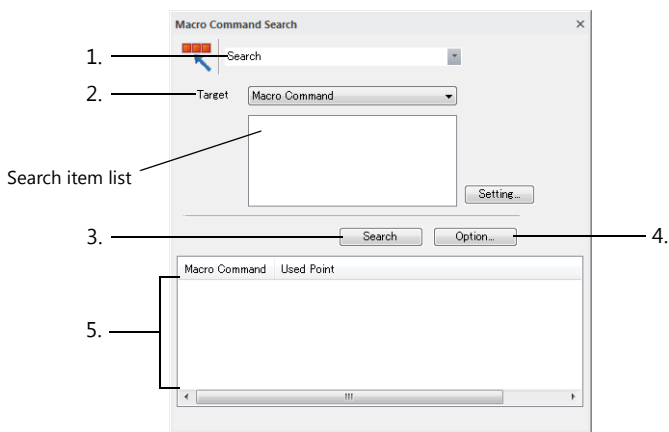 Macro Command Search
1.
Search
2.
Target
Macro Command
Search item list
Setting...
3.
Search
Option...
4.
Macro Command Used Point
5.